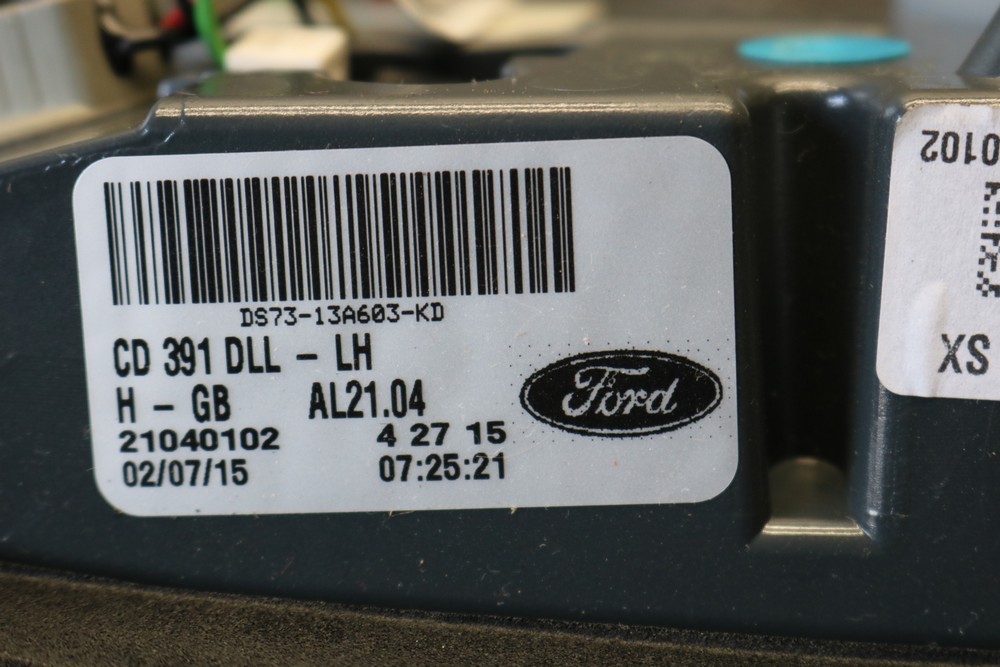 DS73-13A603-KD
CD 391 DLL - LH
H - GB AL21.04
21040102 4 27 15
02/07/15 07:25:21
Ford
0102
SX